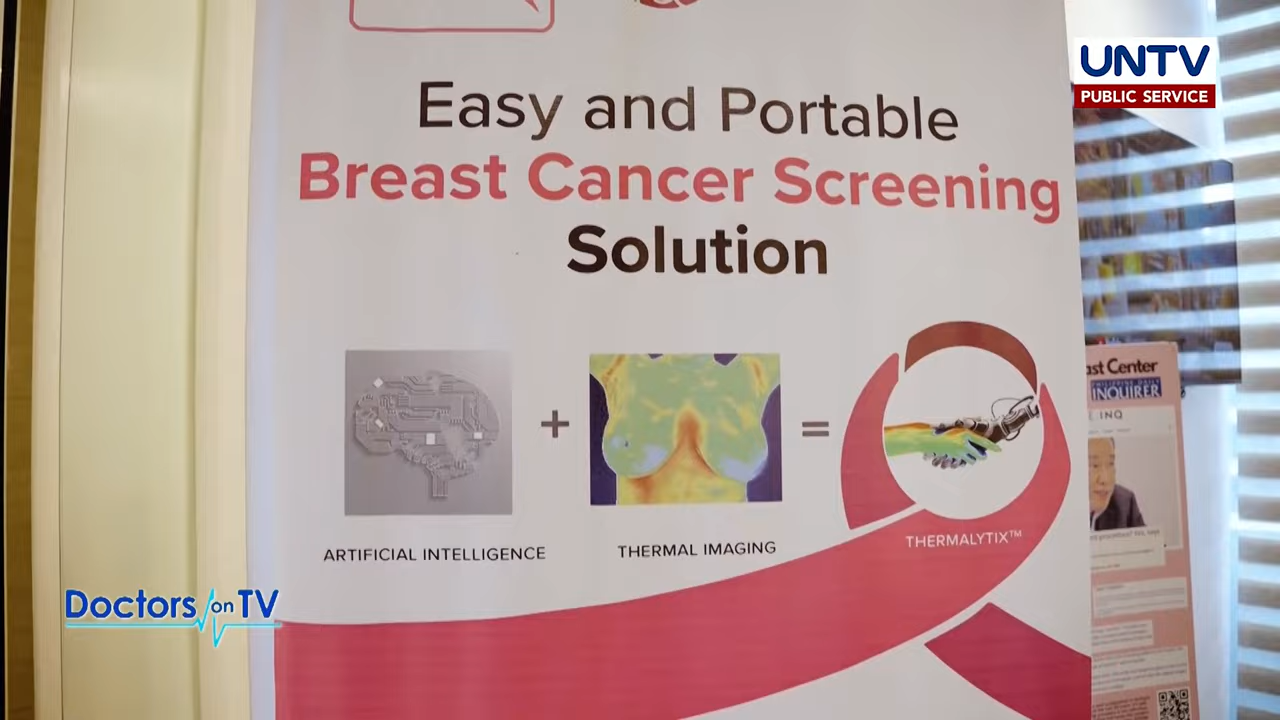 UNTV
PUBLIC SERVICE
Easy and Portable
Breast Cancer Screening
Solution
+
=
ARTIFICIAL INTELLIGENCE
THERMAL IMAGING
THERMALYTIX™
Center
INQUIRER
INQ
Doctors on TV